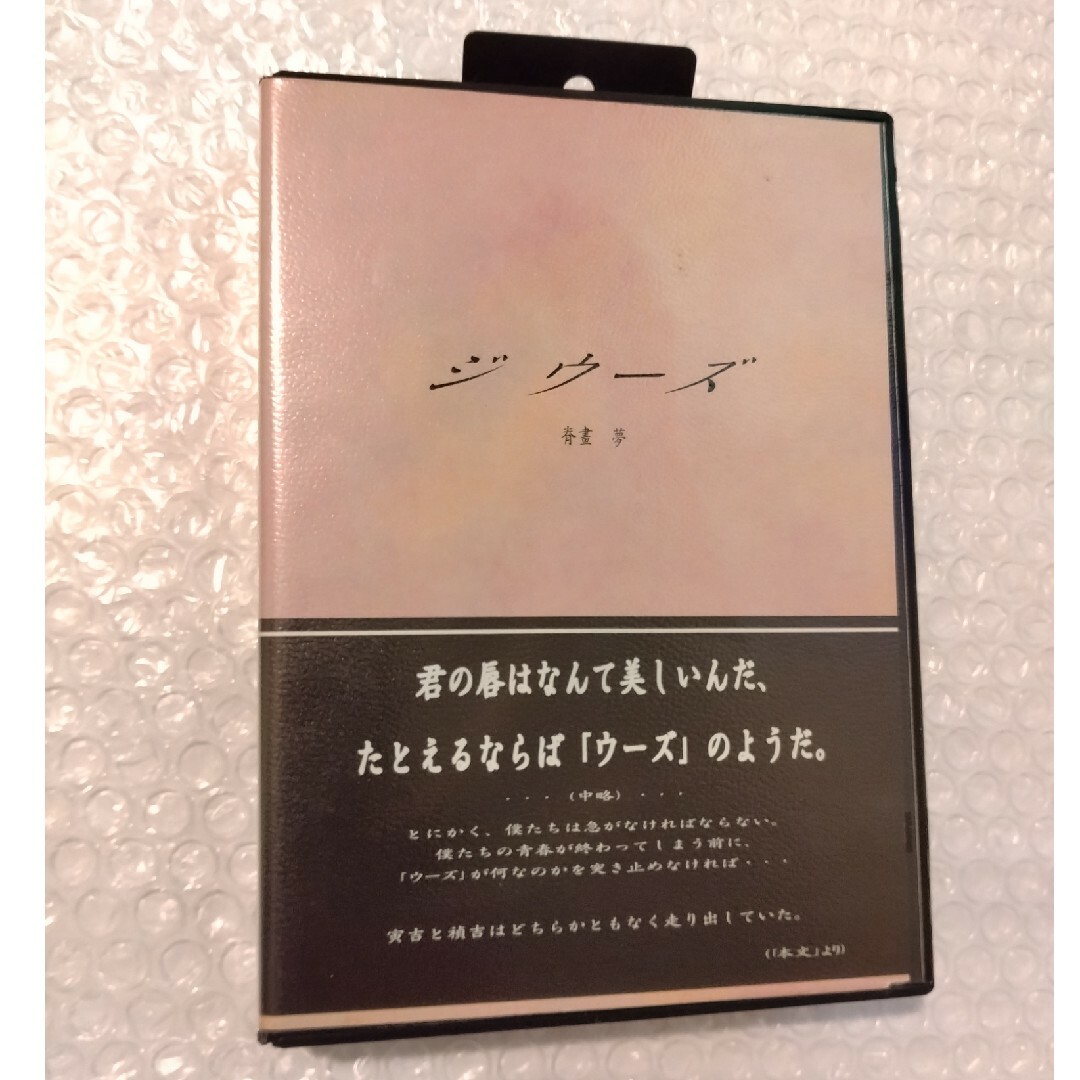 ジ ウーズ
脊畫 夢
君の唇はなんて美しいんだ、
たとえるならば「ウーズ」のようだ。
・・・(中略)・・・
とにかく、僕たちは急がなければならない。
僕たちの青春が終わってしまう前に、
「ウーズ」が何なのかを突き止めなければ・・・
寅吉と禎吉はどちらかともなく走り出していた。
(「本文」より)